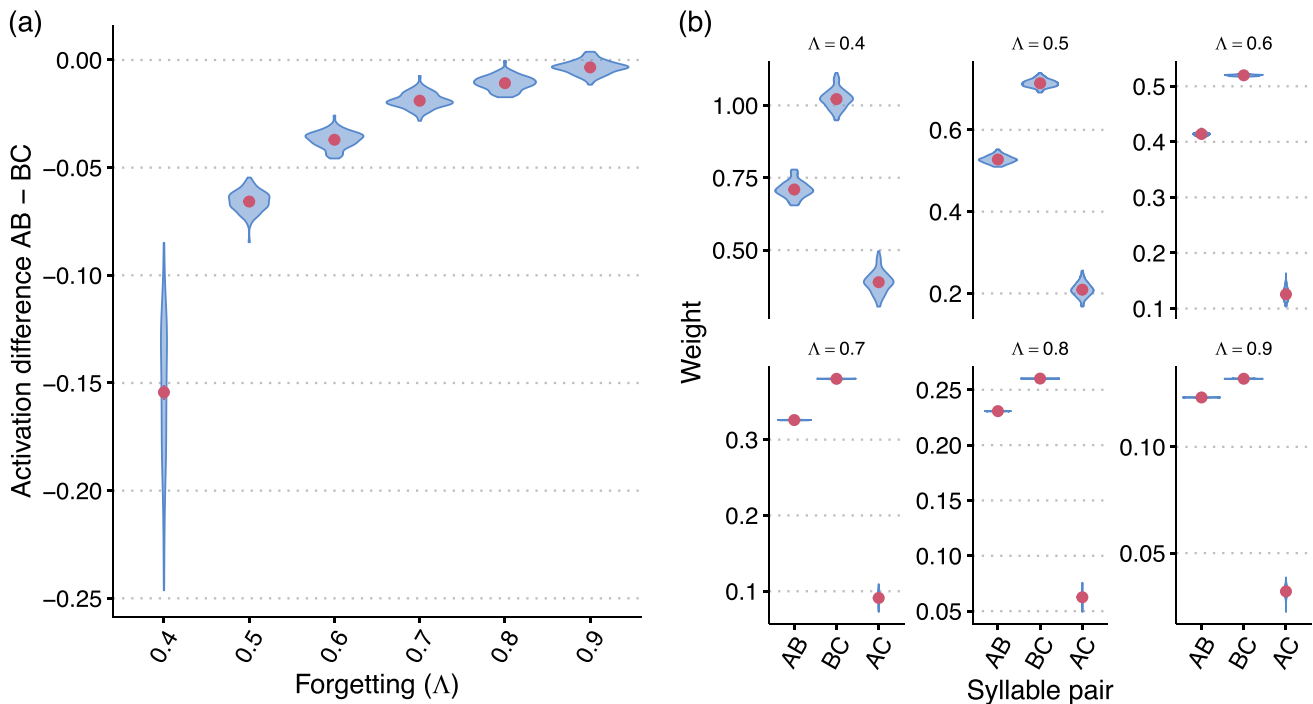 (a)
Activation difference AB − BC
0.00
−0.05
−0.10
−0.15
−0.20
−0.25
0.4
0.5
0.6
0.7
0.8
0.9
Forgetting (Λ)
(b)
Weight
Λ = 0.4
1.00
0.75
0.50
Λ = 0.5
0.6
0.4
0.2
Λ = 0.6
0.5
0.4
0.3
0.2
0.1
Λ = 0.7
0.3
0.2
0.1
AB
BC
AC
Λ = 0.8
0.25
0.20
0.15
0.10
0.05
AB
BC
AC
Λ = 0.9
0.10
0.05
AB
BC
AC
Syllable pair